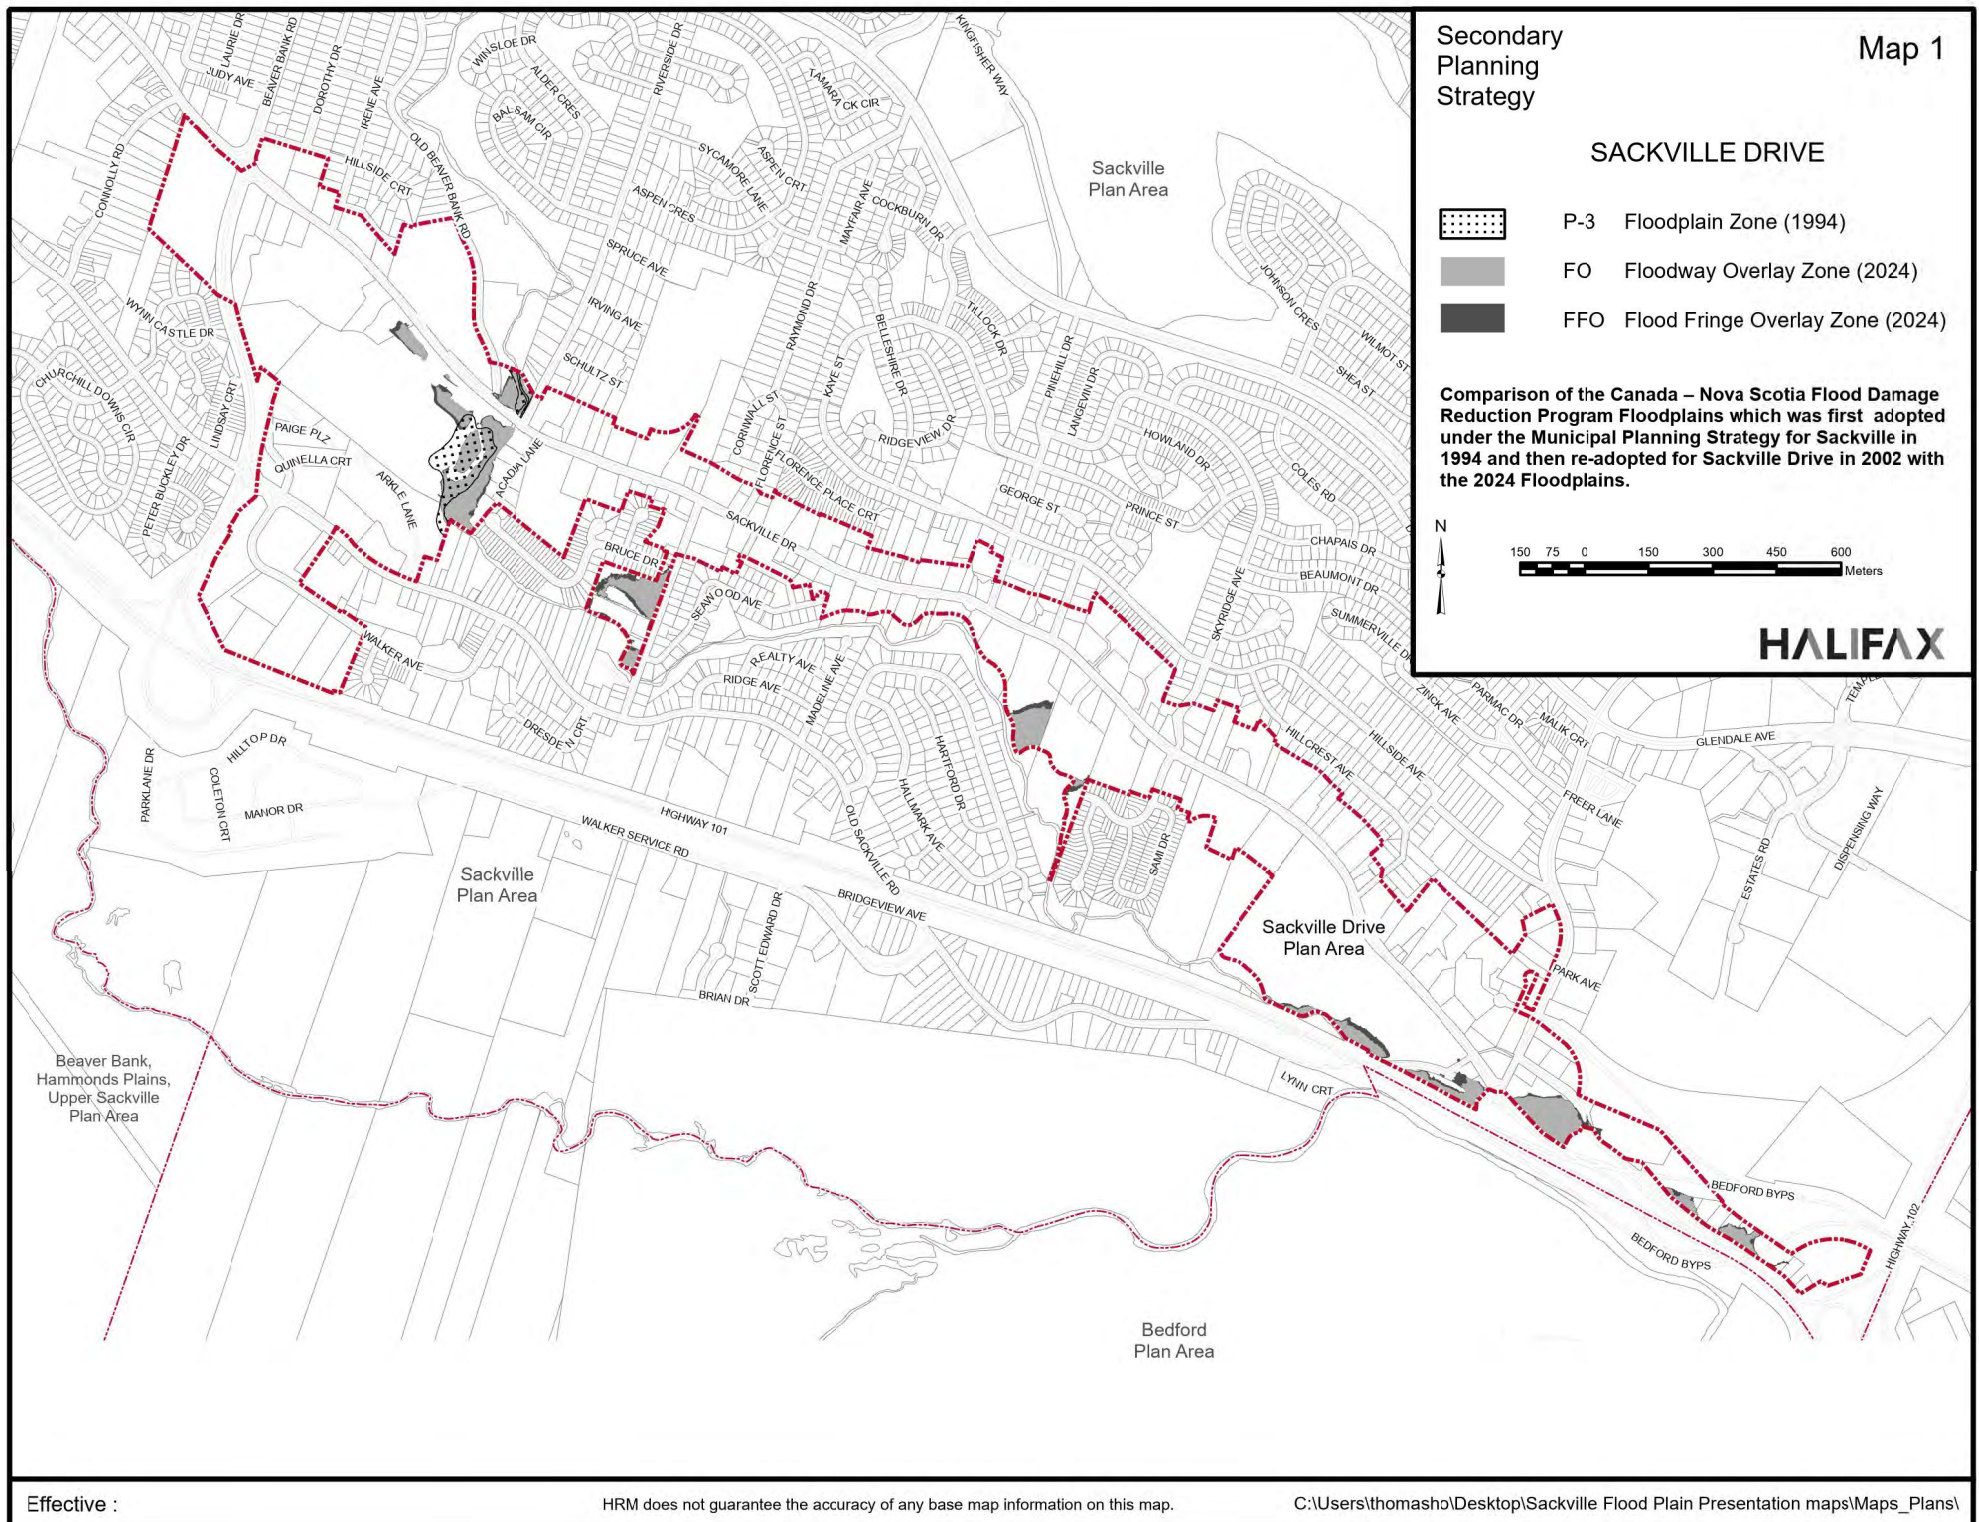 Secondary
Planning
Strategy
Map 1
SACKVILLE DRIVE
P-3 Floodplain Zone (1994)
FO Floodway Overlay Zone (2024)
FFO Flood Fringe Overlay Zone (2024)
Comparison of the Canada – Nova Scotia Flood Damage
Reduction Program Floodplains which was first adopted
under the Municipal Planning Strategy for Sackville in
1994 and then re-adopted for Sackville Drive in 2002 with
the 2024 Floodplains.
N
150 75 0 150 300 450 600
Meters
HALIFAX
LAURIE DR
JUDY AVE
BEAVER BANK RD
DOROTHY DR
IRENE AVE
OLD BEAVER BANK RD
HILLSIDE CRT
CONNOLLY RD
WINSLOE DR
ALDER CRES
BALSAM CIR
RIVERSIDE DR
TAMARACK CIR
KINGFISHER WAY
SYCAMORE LANE
ASPEN CRT
ASPEN CRES
MAYFAIR AVE
COCKBURN DR
Sackville
Plan Area
SPRUCE AVE
IRVING AVE
SCHULTZ ST
RAYMOND DR
KAYE ST
BELLESHIRE DR
TILLOCK DR
JOHNSON CRES
WILMOT ST
SHEA ST
PINEHILL DR
LANGEVIN DR
WYNN CASTLE DR
CHURCHILL DOWNS CIR
LINDSAY CRT
PETER BUCKLEY DR
PAIGE PLZ
QUINELLA CRT
ARKLE LANE
ACADIA LANE
CORNWALL ST
FLORENCE ST
FLORENCE PLACE CRT
RIDGEVIEW DR
HOWLAND DR
COLES RD
GEORGE ST
PRINCE ST
SACKVILLE DR
CHAPAIS DR
BEAUMONT DR
SUMMERVILLE DR
SKYRIDGE AVE
BRUCE DR
SEAWOOD AVE
WALKER AVE
REALTY AVE
RIDGE AVE
MADELINE AVE
DRESDEN CRT
HARTFORD DR
HALLMARK AVE
OLD SACKVILLE RD
ZINCK AVE
PARMAC DR
MALIK CRT
GLENDALE AVE
HILLCREST AVE
HILLSIDE AVE
FREER LANE
ESTATES RD
DISPENSING WAY
HILLTOP DR
PARKLANE DR
COLETON CRT
MANOR DR
HIGHWAY 101
WALKER SERVICE RD
BRIDGEVIEW AVE
SAMI DR
Sackville
Plan Area
SCOTT EDWARD DR
BRIAN DR
Sackville Drive
Plan Area
PARK AVE
LYNN CRT
Beaver Bank,
Hammonds Plains,
Upper Sackville
Plan Area
BEDFORD BYPS
BEDFORD BYPS
HIGHWAY 102
Bedford
Plan Area
Effective :
HRM does not guarantee the accuracy of any base map information on this map.
C:\Users\thomasho\Desktop\Sackville Flood Plain Presentation maps\Maps_Plans\